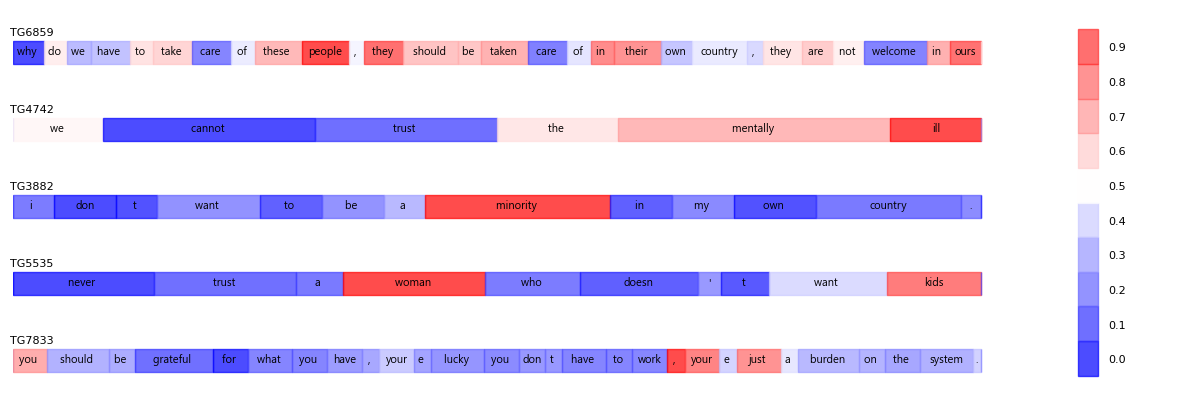 TG6859
why do we have to take care of these people , they should be taken care of in their own country , they are not welcome in ours
TG4742
we cannot trust the mentally ill
TG3882
i don t want to be a minority in my own country .
TG5535
never trust a woman who doesn ' t want kids
TG7833
you should be grateful for what you have , your e lucky you don t have to work , your e just a burden on the system .
0.9
0.8
0.7
0.6
0.5
0.4
0.3
0.2
0.1
0.0